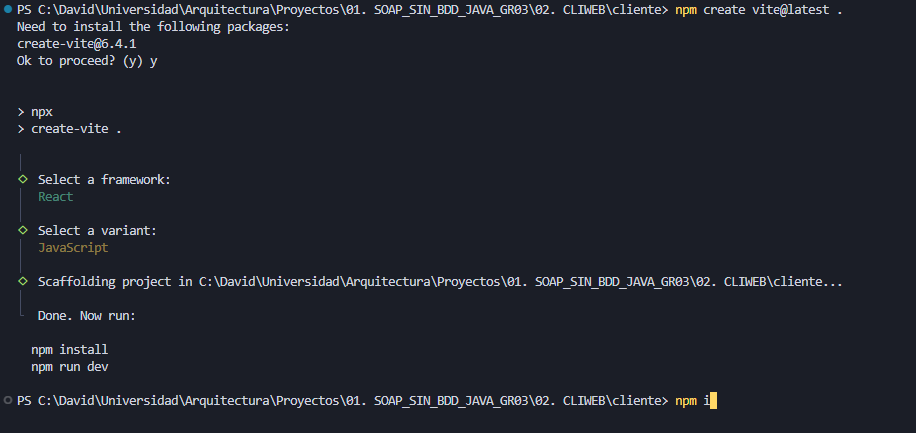 PS C:\David\Universidad\Arquitectura\Proyectos\01. SOAP_SIN_BDD_JAVA_GR03\02. CLIWEB\cliente> npm create vite@latest .
Need to install the following packages:
create-vite@6.4.1
Ok to proceed? (y) y
> npx
> create-vite .
Select a framework:
React
Select a variant:
JavaScript
Scaffolding project in C:\David\Universidad\Arquitectura\Proyectos\01. SOAP_SIN_BDD_JAVA_GR03\02. CLIWEB\cliente...
Done. Now run:
npm install
npm run dev
PS C:\David\Universidad\Arquitectura\Proyectos\01. SOAP_SIN_BDD_JAVA_GR03\02. CLIWEB\cliente> npm i